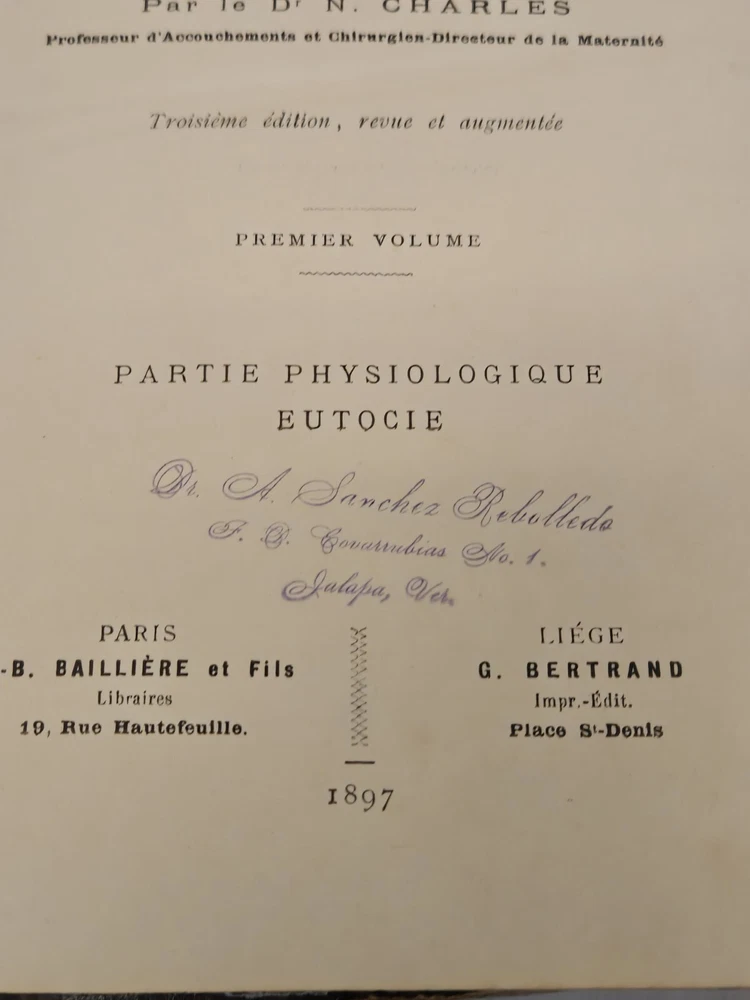 Par le Dr N. CHARLES
Professeur d'Accouchements et Chirurgien-Directeur de la Maternité
Troisième édition, revue et augmentée
PREMIER VOLUME
PARTIE PHYSIOLOGIQUE
EUTOCIE
Dr. A. Sanchez Rebolledo
F. D. Covarrubias No. 1.
Jalapa, Ver.
PARIS
-B. BAILLIÈRE et Fils
Libraires
19, Rue Hautefeuille.
LIÉGE
G. BERTRAND
Impr.-Édit.
Place St-Denis
1897